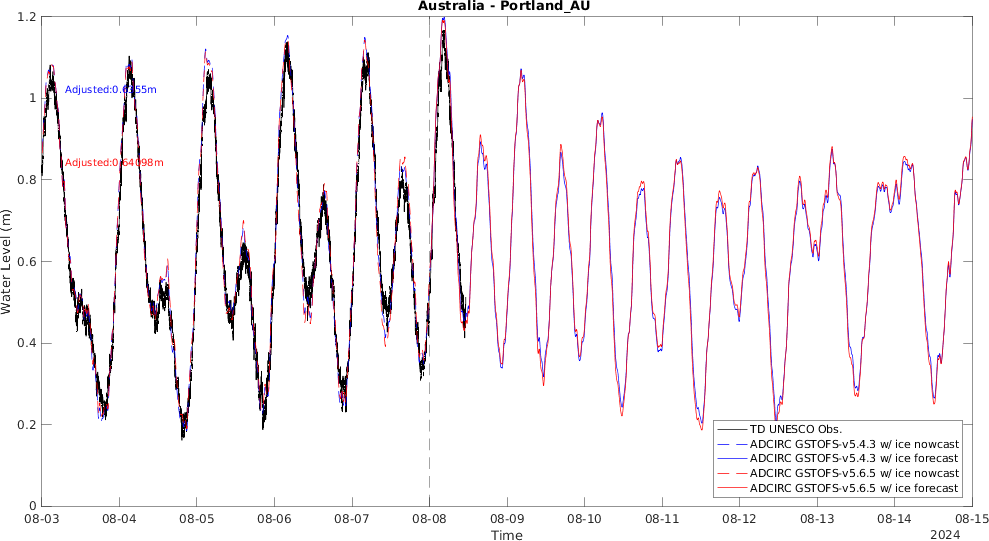 Australia - Portland_AU
1.2
1
0.8
0.6
0.4
0.2
0
Water Level (m)
Adjusted:0.6355m
Adjusted:0.64098m
TD UNESCO Obs.
ADCIRC GSTOFS-v5.4.3 w/ ice nowcast
ADCIRC GSTOFS-v5.4.3 w/ ice forecast
ADCIRC GSTOFS-v5.6.5 w/ ice nowcast
ADCIRC GSTOFS-v5.6.5 w/ ice forecast
08-03 08-04 08-05 08-06 08-07 08-08 08-09 08-10 08-11 08-12 08-13 08-14 08-15
Time
2024